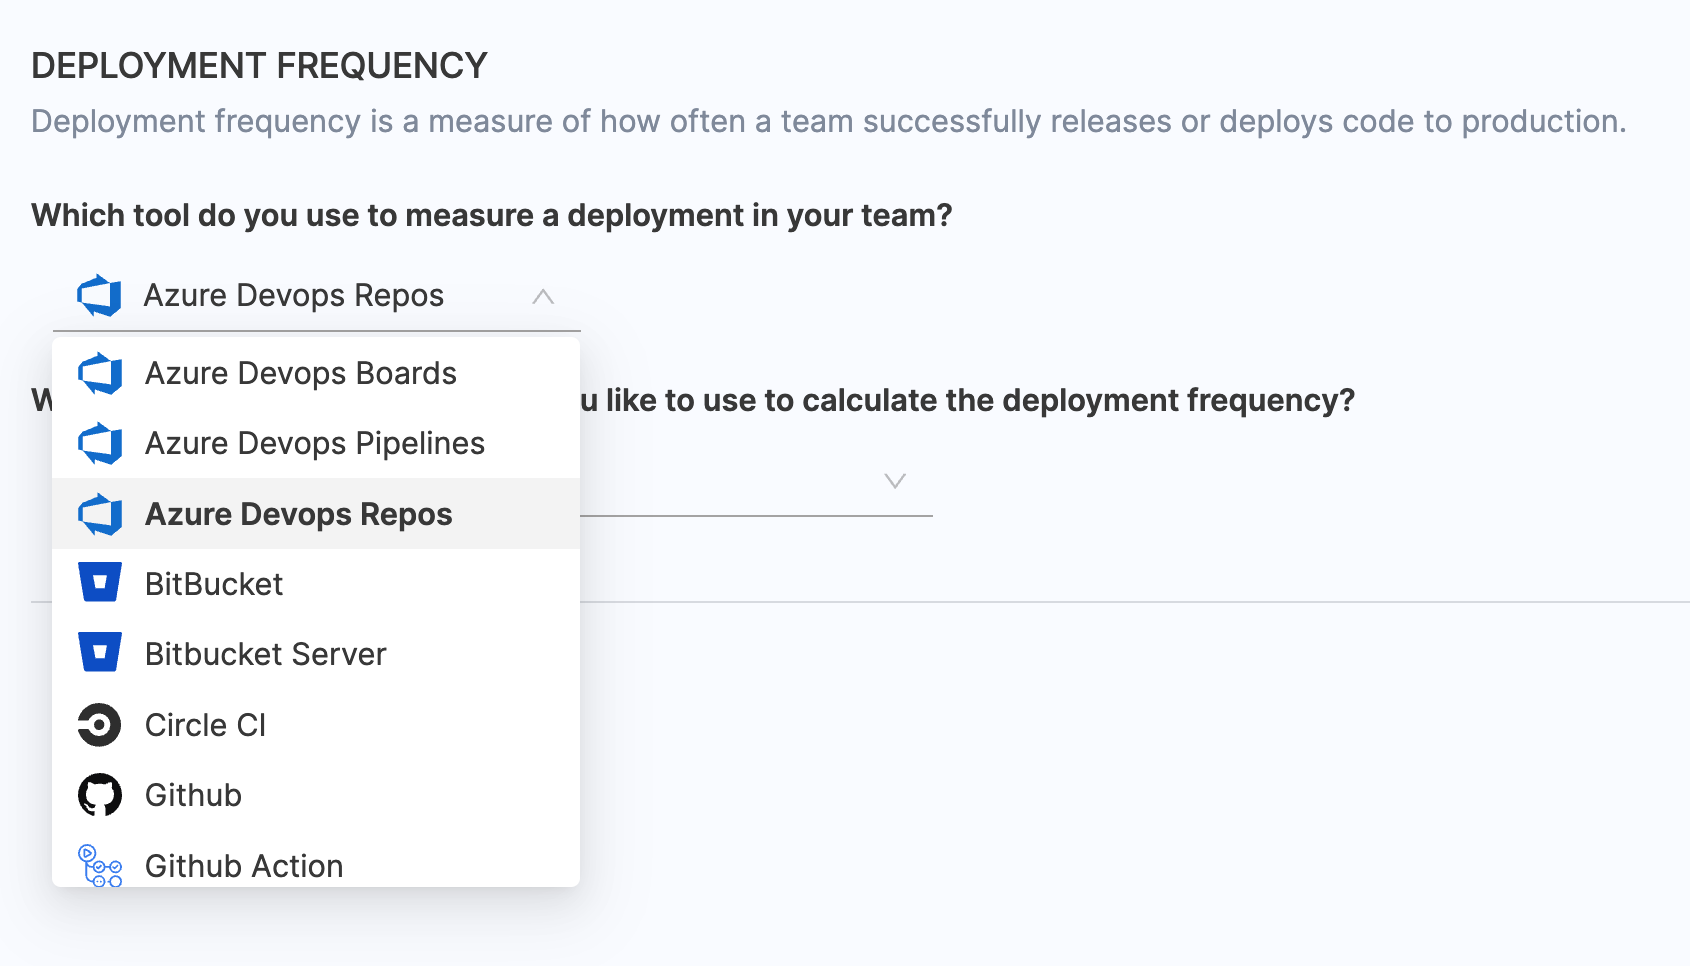 DEPLOYMENT FREQUENCY
Deployment frequency is a measure of how often a team successfully releases or deploys code to production.
Which tool do you use to measure a deployment in your team?
Azure Devops Repos
Azure Devops Boards
like to use to calculate the deployment frequency?
Azure Devops Pipelines
Azure Devops Repos
BitBucket
Bitbucket Server
Circle CI
Github
Github Action